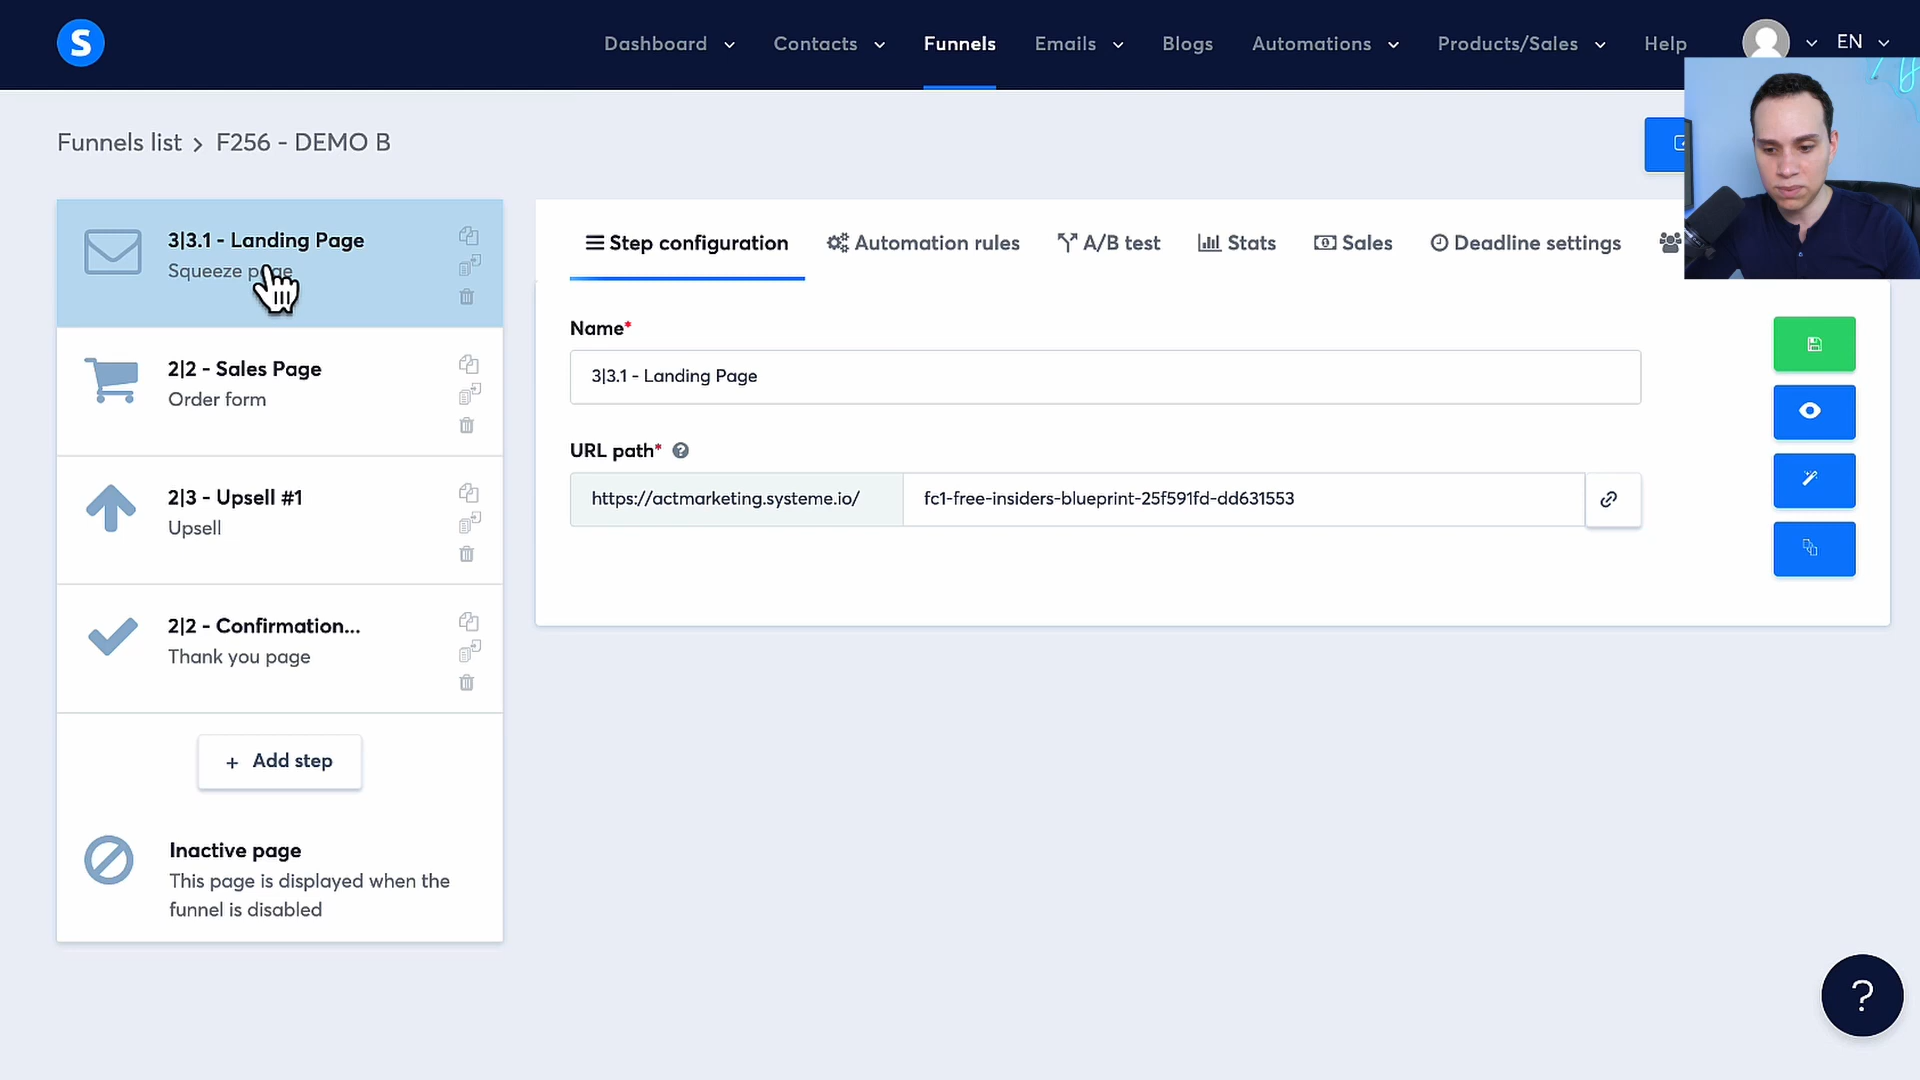 S
Dashboard
Contacts
Funnels
Emails
Blogs
Automations
Products/Sales
Help
EN
Funnels list > F256 - DEMO B
3|3.1 - Landing Page
Squeeze page
2|2 - Sales Page
Order form
2|3 - Upsell #1
Upsell
2|2 - Confirmation...
Thank you page
+ Add step
Inactive page
This page is displayed when the
funnel is disabled
Step configuration
Automation rules
A/B test
Stats
Sales
Deadline settings
Name*
3|3.1 - Landing Page
URL path* ?
https://actmarketing.systeme.io/
fc1-free-insiders-blueprint-25f591fd-dd631553
?